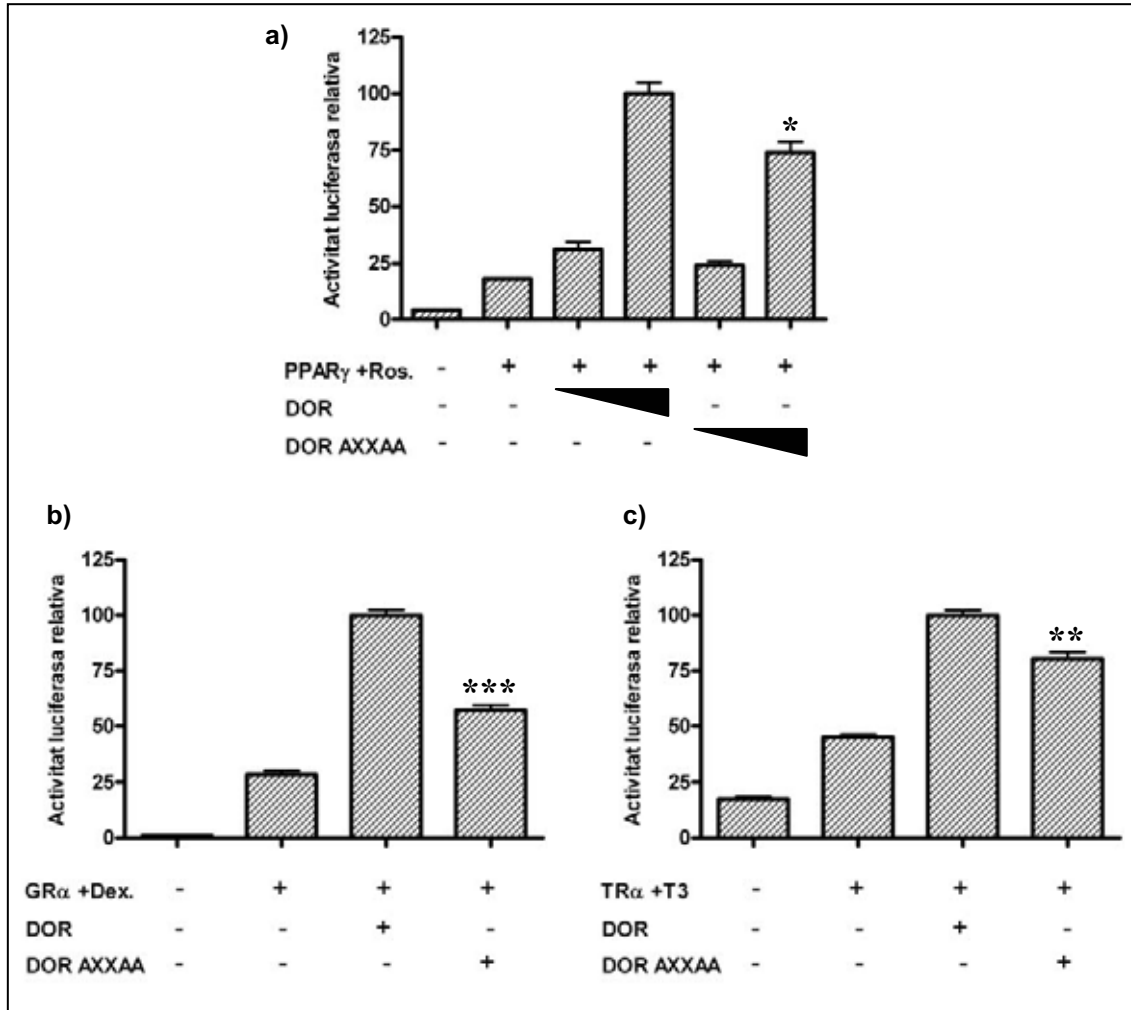 a)
Activitat luciferasa relativa
125
100
75
50
25
0
*
PPARγ +Ros. - + + + + +
DOR - - - -
DOR AXXAA - - - -
b)
Activitat luciferasa relativa
125
100
75
50
25
0
***
GRα +Dex. - + + +
DOR - - + -
DOR AXXAA - - - +
c)
Activitat luciferasa relativa
125
100
75
50
25
0
**
TRα +T3 - + + +
DOR - - + -
DOR AXXAA - - - +